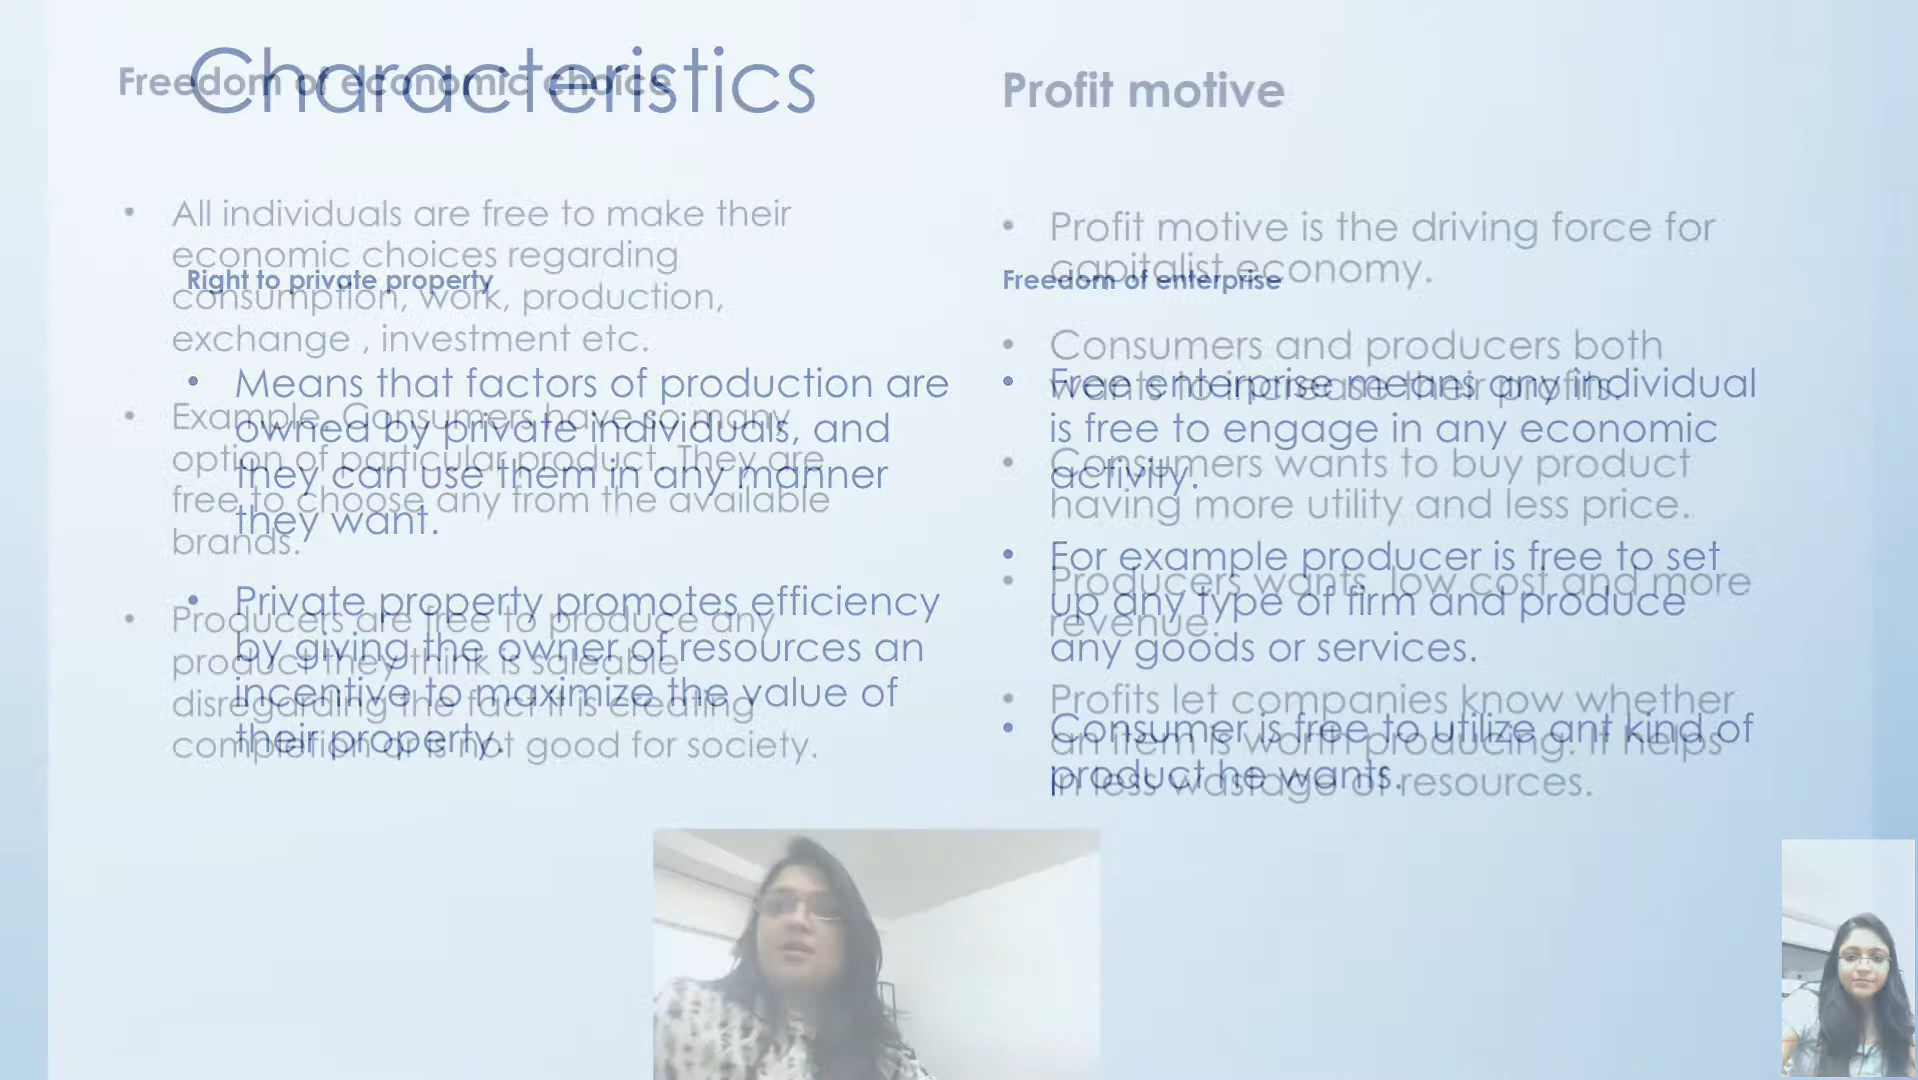 Characteristics
Right to private property
• Means that factors of production are
owned by private individuals, and
they can use them in any manner
they want.
• Private property promotes efficiency
by giving the owner of resources an
incentive to maximize the value of
their property.
Freedom of enterprise
• Free enterprise means any individual
is free to engage in any economic
activity.
• For example producer is free to set
up any type of firm and produce
any goods or services.
• Consumer is free to utilize ant kind of
product he wants.
Freedom of economic choice
• All individuals are free to make their
economic choices regarding
consumption, work, production,
exchange , investment etc.
• Example, Consumers have so many
option of particular product. They are
free to choose any from the available
brands.
• Producers are free to produce any
product they think is saleable
disregarding the fact it is creating
competition or is not good for society.
Profit motive
• Profit motive is the driving force for
capitalist economy.
• Consumers and producers both
wants to increase their profits.
• Consumers wants to buy product
having more utility and less price.
• Producers wants low cost and more
revenue.
• Profits let companies know whether
an item is worth producing. It helps
in less wastage of resources.